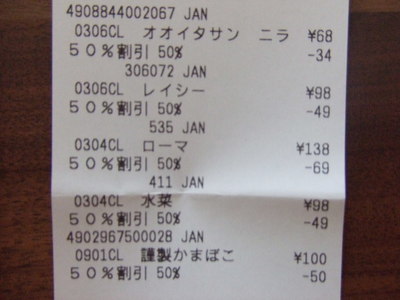 4908844002067 JAN
0306CL オオイタサン ニラ ¥68
50%割引 50% -34
306072 JAN
0306CL レイシー ¥98
50%割引 50% -49
535 JAN
0304CL ローマ ¥138
50%割引 50% -69
411 JAN
0304CL 水菜 ¥98
50%割引 50% -49
4902967500028 JAN
0901CL 謹製かまぼこ ¥100
50%割引 50% -50